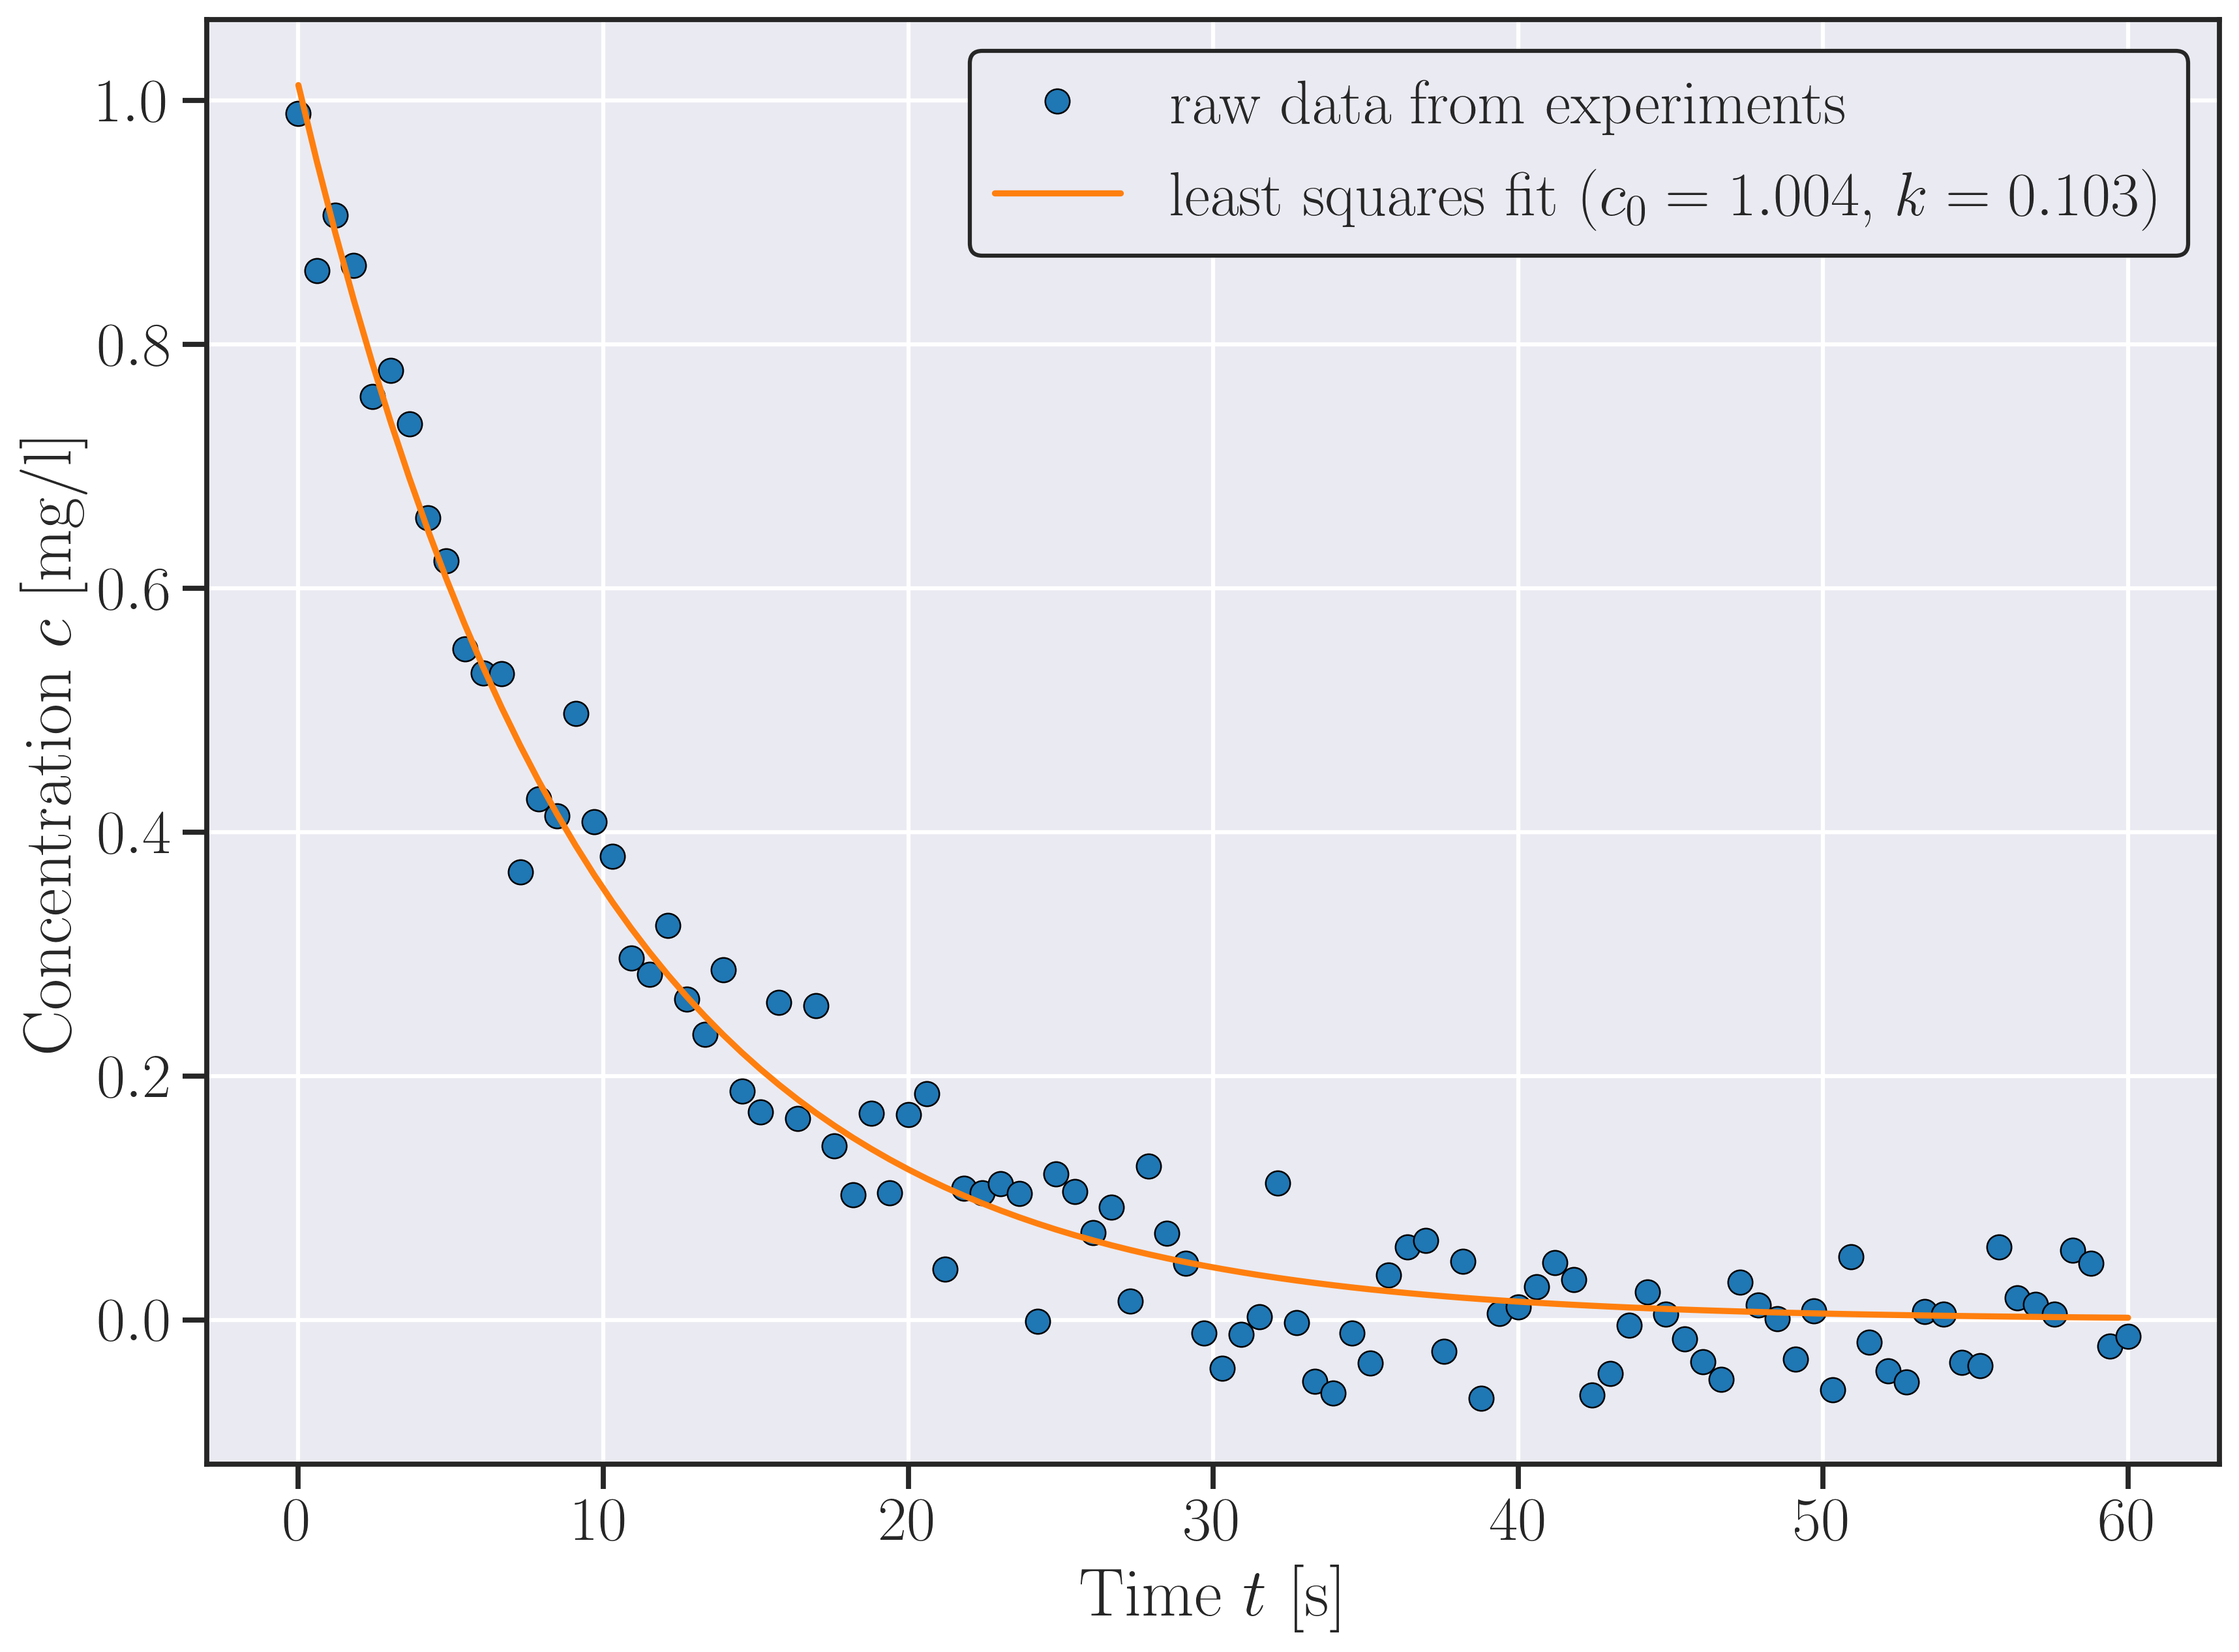 raw data from experiments
least squares fit (c₀ = 1.004, k = 0.103)
1.0
0.8
0.6
0.4
0.2
0.0
Concentration c [mg/l]
0 10 20 30 40 50 60
Time t [s]